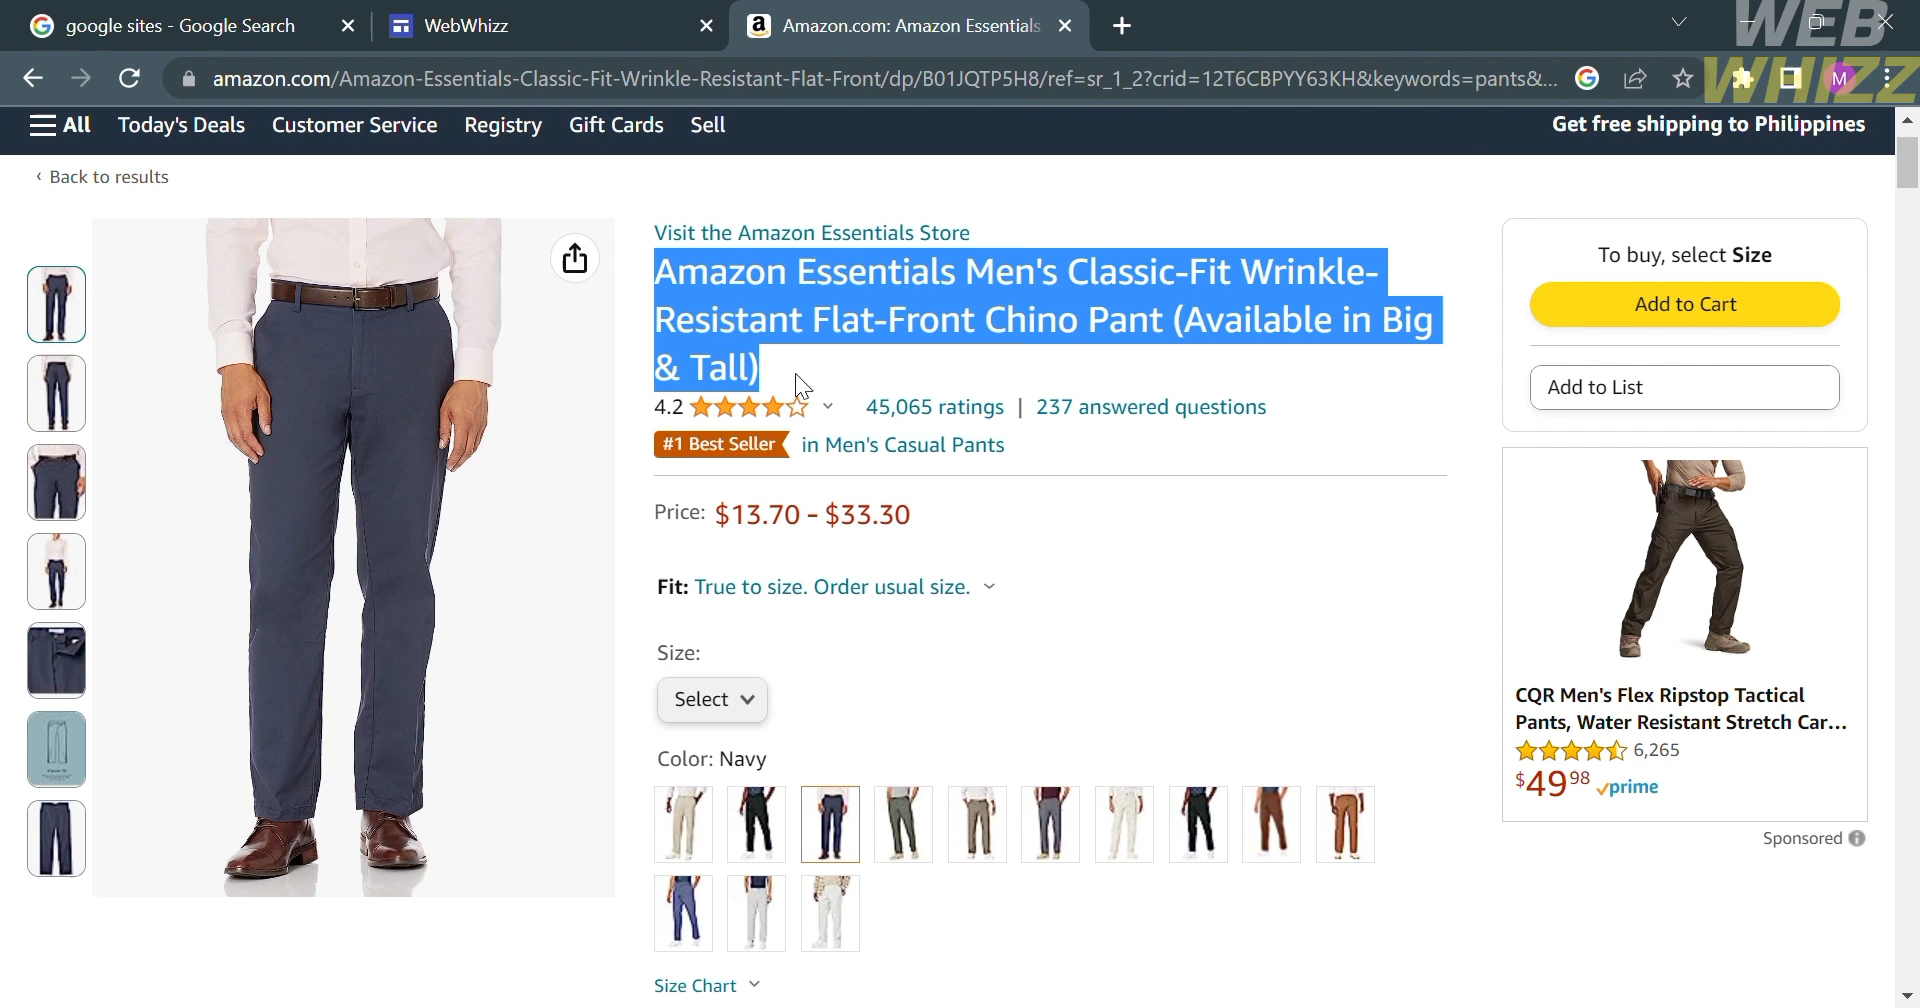 google sites - Google Search
WebWhizz
Amazon.com: Amazon Essentials
WEB
WHIZZ
amazon.com/Amazon-Essentials-Classic-Fit-Wrinkle-Resistant-Flat-Front/dp/B01JQTP5H8/ref=sr_1_2?crid=12T6CBPYY63KH&keywords=pants&...
M
All Today's Deals Customer Service Registry Gift Cards Sell
Get free shipping to Philippines
‹ Back to results
Visit the Amazon Essentials Store
Amazon Essentials Men's Classic-Fit Wrinkle-
Resistant Flat-Front Chino Pant (Available in Big
& Tall)
4.2 45,065 ratings | 237 answered questions
#1 Best Seller in Men's Casual Pants
Price: $13.70 - $33.30
Fit: True to size. Order usual size.
Size:
Select
Color: Navy
Size Chart
To buy, select Size
Add to Cart
Add to List
CQR Men's Flex Ripstop Tactical
Pants, Water Resistant Stretch Car...
6,265
$49 98 prime
Sponsored